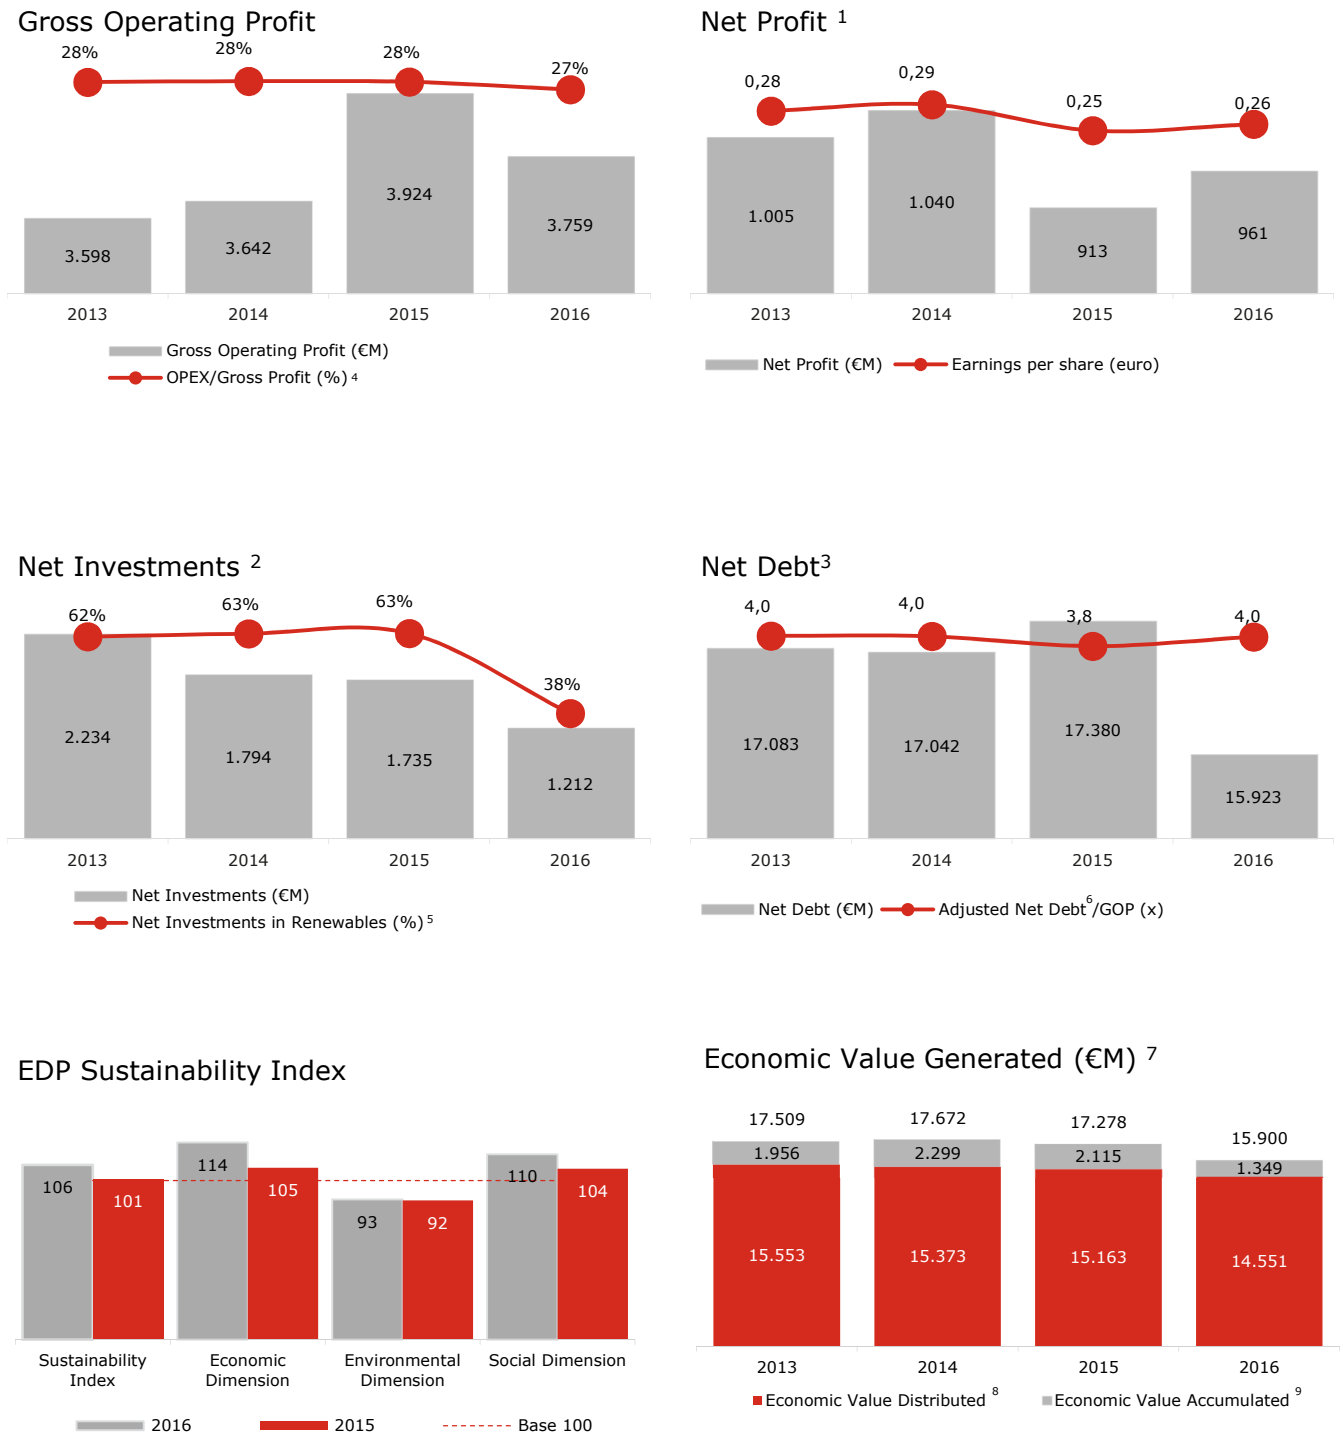 Gross Operating Profit
28% 28% 28% 27%
3.598 3.642 3.924 3.759
2013 2014 2015 2016
Gross Operating Profit (€M)
OPEX/Gross Profit (%) 4
Net Profit 1
0,28 0,29 0,25 0,26
1.005 1.040 913 961
2013 2014 2015 2016
Net Profit (€M) Earnings per share (euro)
Net Investments 2
62% 63% 63% 38%
2.234 1.794 1.735 1.212
2013 2014 2015 2016
Net Investments (€M)
Net Investments in Renewables (%) 5
Net Debt3
4,0 4,0 3,8 4,0
17.083 17.042 17.380 15.923
2013 2014 2015 2016
Net Debt (€M) Adjusted Net Debt6/GOP (x)
EDP Sustainability Index
106 101 114 105 93 92 110 104
Sustainability Economic Environmental Social Dimension
Index Dimension Dimension
2016 2015 Base 100
Economic Value Generated (€M) 7
17.509 17.672 17.278 15.900
1.956 2.299 2.115 1.349
15.553 15.373 15.163 14.551
2013 2014 2015 2016
Economic Value Distributed 8 Economic Value Accumulated 9